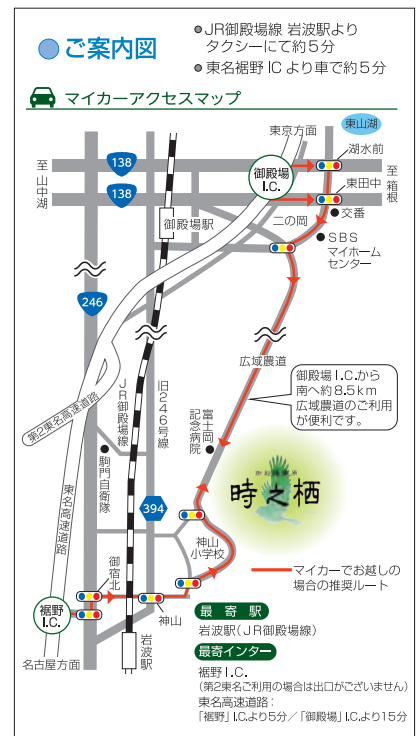 ご案内図
●JR御殿場線 岩波駅より
タクシーにて約5分
●東名裾野 IC より車で約5分
マイカーアクセスマップ
東京方面
東山湖
湖水前
至山中湖
138
138
御殿場
I.C.
至箱根
東田中
交番
二の岡
SBS
マイホーム
センター
御殿場駅
246
広域農道
御殿場 I.C.から
南へ約 8.5km
広域農道のご利用
が便利です。
第2東名高速道路
JR御殿場線
旧246号線
富士岡
記念病院
駒門自衛隊
東名高速道路
394
時之栖
神山
小学校
御宿北
マイカーでお越しの
場合の推奨ルート
裾野
I.C.
神山
名古屋方面
岩波駅
最寄駅
岩波駅(JR御殿場線)
最寄インター
裾野 I.C.
(第2東名ご利用の場合は出口がございません)
東名高速道路:
「裾野」I.C.より5分/「御殿場」I.C.より15分